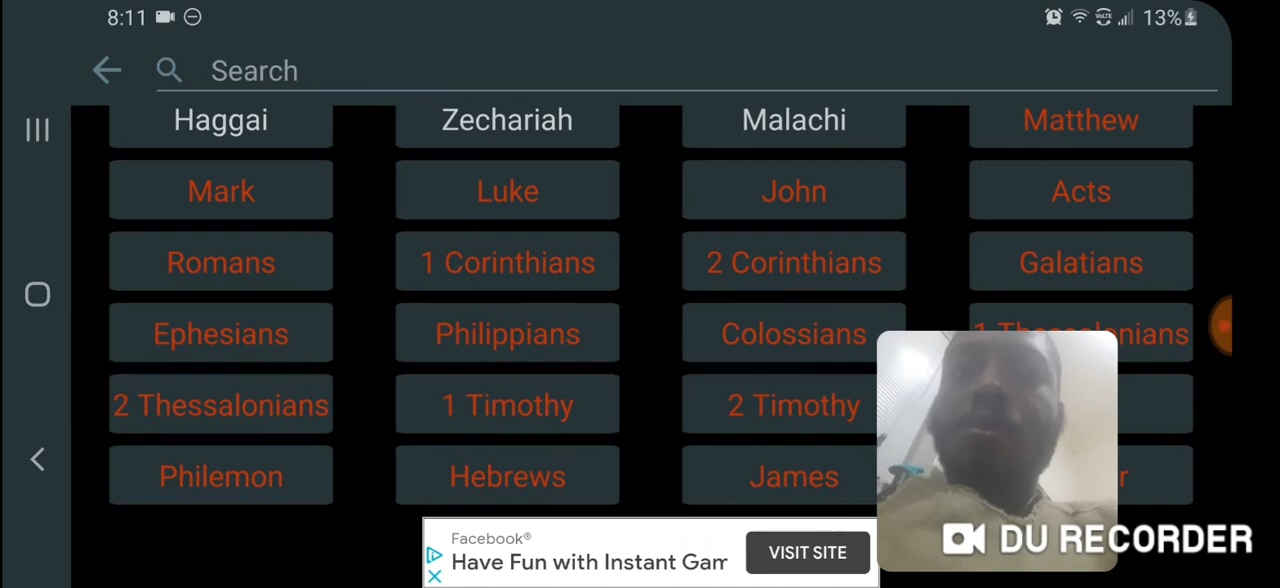 8:11 VoLTE 13%
Search
Haggai Zechariah Malachi Matthew
Mark Luke John Acts
Romans 1 Corinthians 2 Corinthians Galatians
Ephesians Philippians Colossians nians
2 Thessalonians 1 Timothy 2 Timothy
Philemon Hebrews James r
Facebook®
Have Fun with Instant Gam
VISIT SITE
DU RECORDER